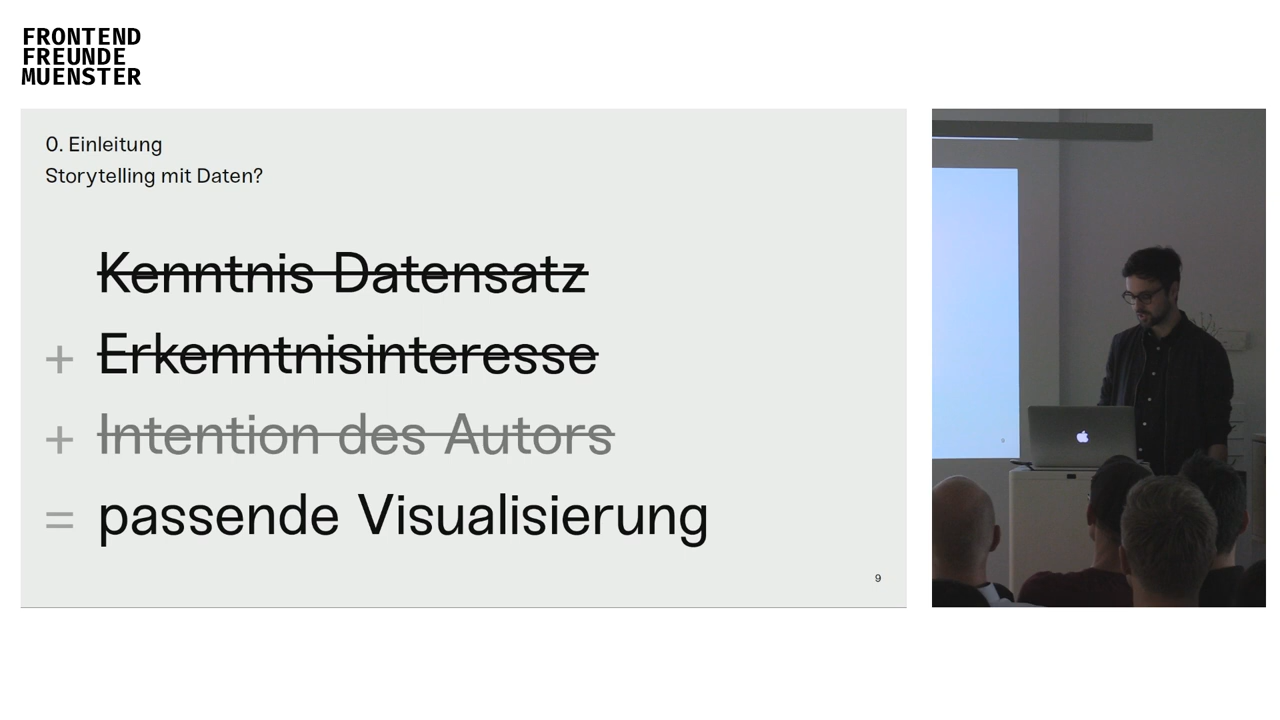 FRONTEND
FREUNDE
MUENSTER
0. Einleitung
Storytelling mit Daten?
Kenntnis Datensatz
+ Erkenntnisinteresse
+ Intention des Autors
= passende Visualisierung
9